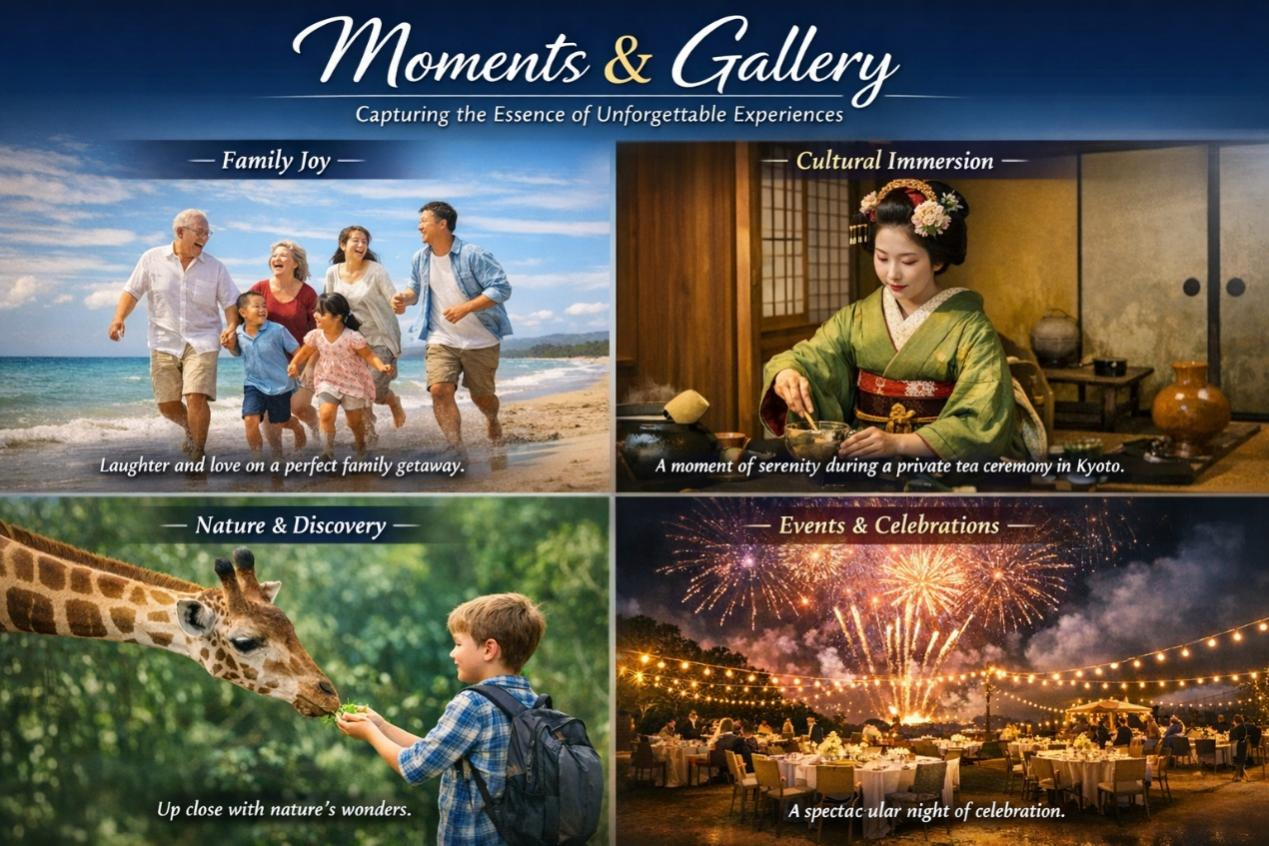 Moments & Gallery
Capturing the Essence of Unforgettable Experiences
— Family Joy —
Laughter and love on a perfect family getaway.
— Cultural Immersion —
A moment of serenity during a private tea ceremony in Kyoto.
— Nature & Discovery —
Up close with nature's wonders.
— Events & Celebrations —
A spectac ular night of celebration.